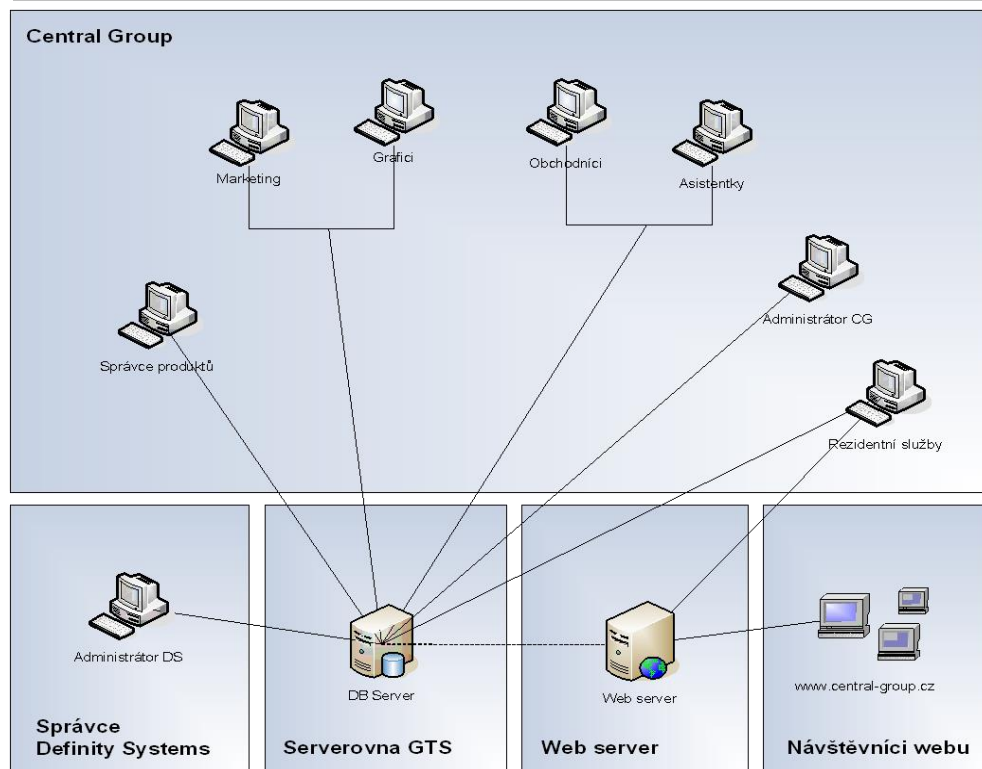 Central Group
Marketing
Grafici
Obchodníci
Asistentky
Administrátor CG
Správce produktů
Rezidentní služby
Administrátor DS
DB Server
Web server
www.central-group.cz
Správce
Definity Systems
Serverovna GTS
Web server
Návštěvníci webu